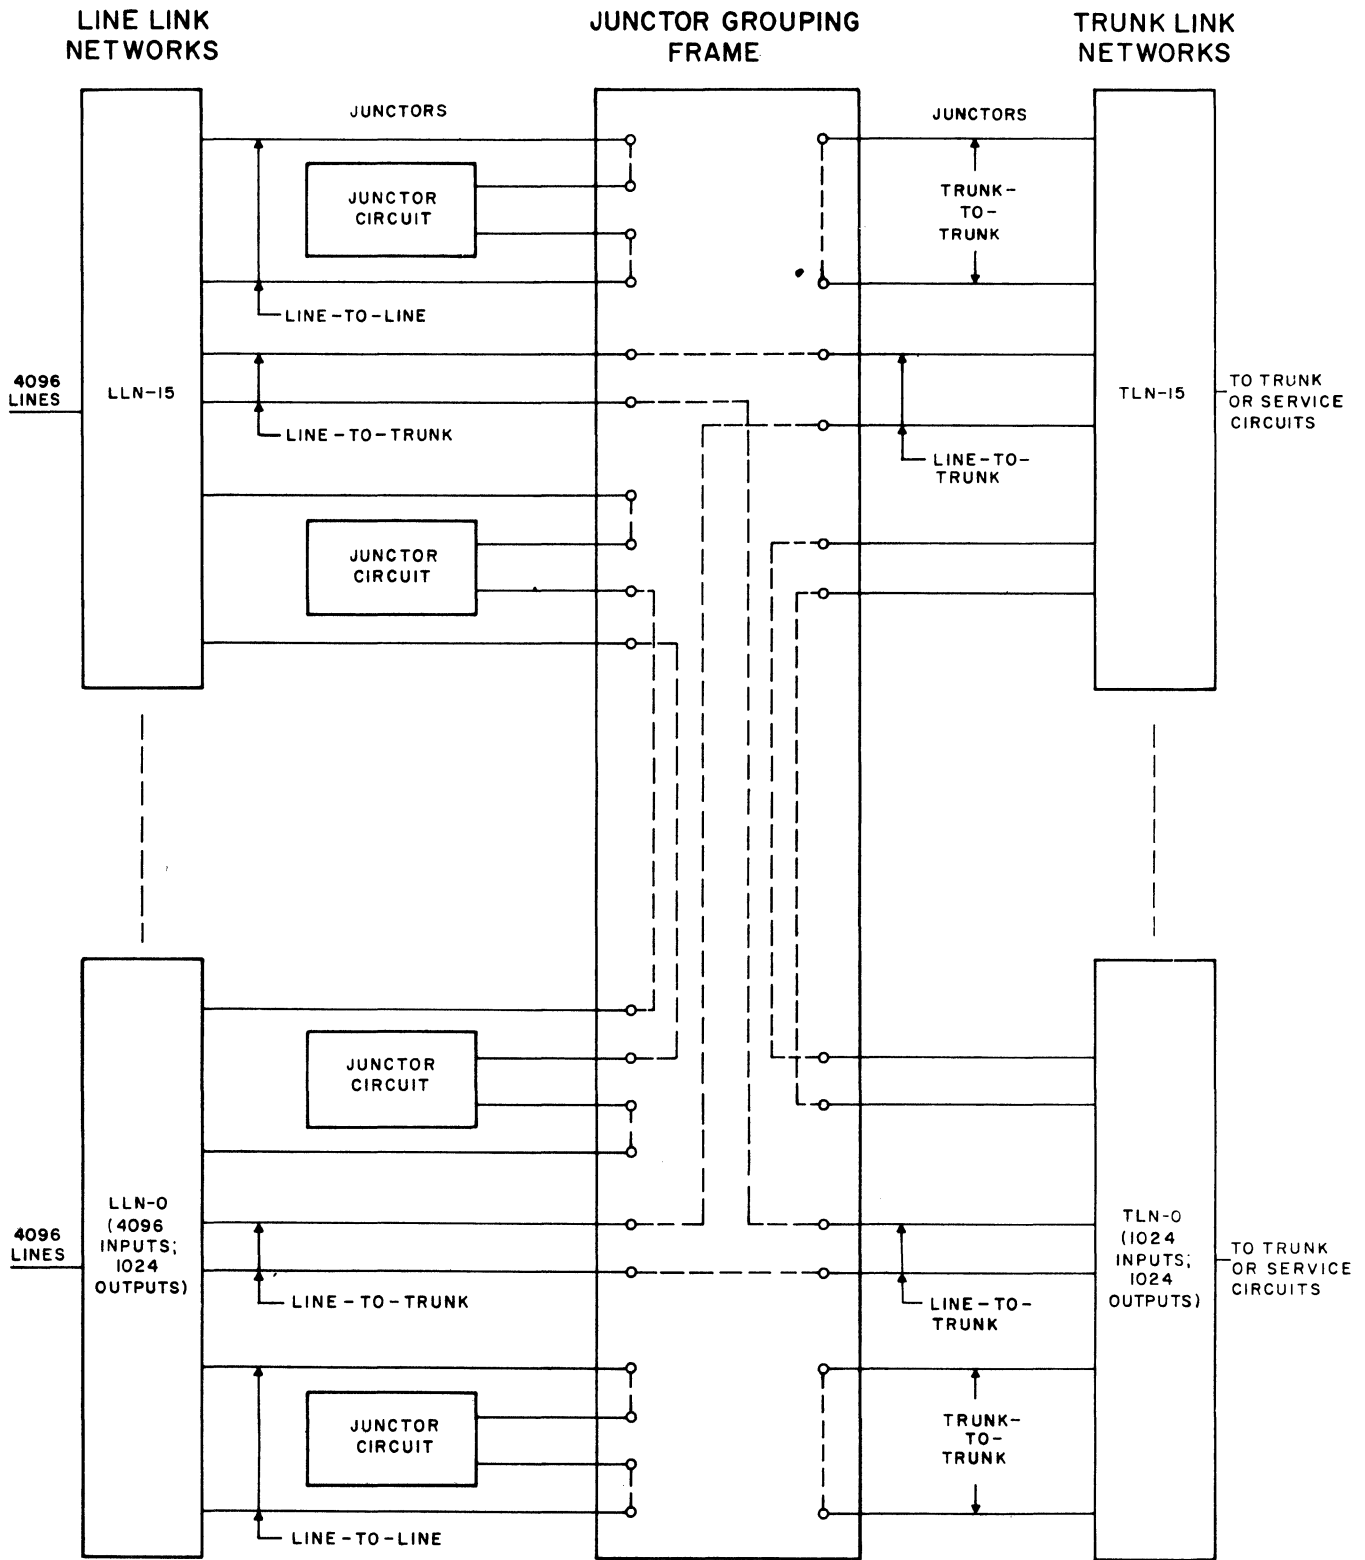 LINE LINK
NETWORKS
JUNCTOR GROUPING
FRAME
TRUNK LINK
NETWORKS
JUNCTORS
JUNCTORS
JUNCTOR
CIRCUIT
TRUNK-
TO-
TRUNK
LINE-TO-LINE
4096
LINES
LLN-15
LINE-TO-TRUNK
TLN-15
TO TRUNK
OR SERVICE
CIRCUITS
LINE-TO-
TRUNK
JUNCTOR
CIRCUIT
JUNCTOR
CIRCUIT
4096
LINES
LLN-0
(4096
INPUTS;
1024
OUTPUTS)
LINE-TO-TRUNK
LINE-TO-
TRUNK
TLN-0
(1024
INPUTS;
1024
OUTPUTS)
TO TRUNK
OR SERVICE
CIRCUITS
JUNCTOR
CIRCUIT
TRUNK-
TO-
TRUNK
LINE-TO-LINE